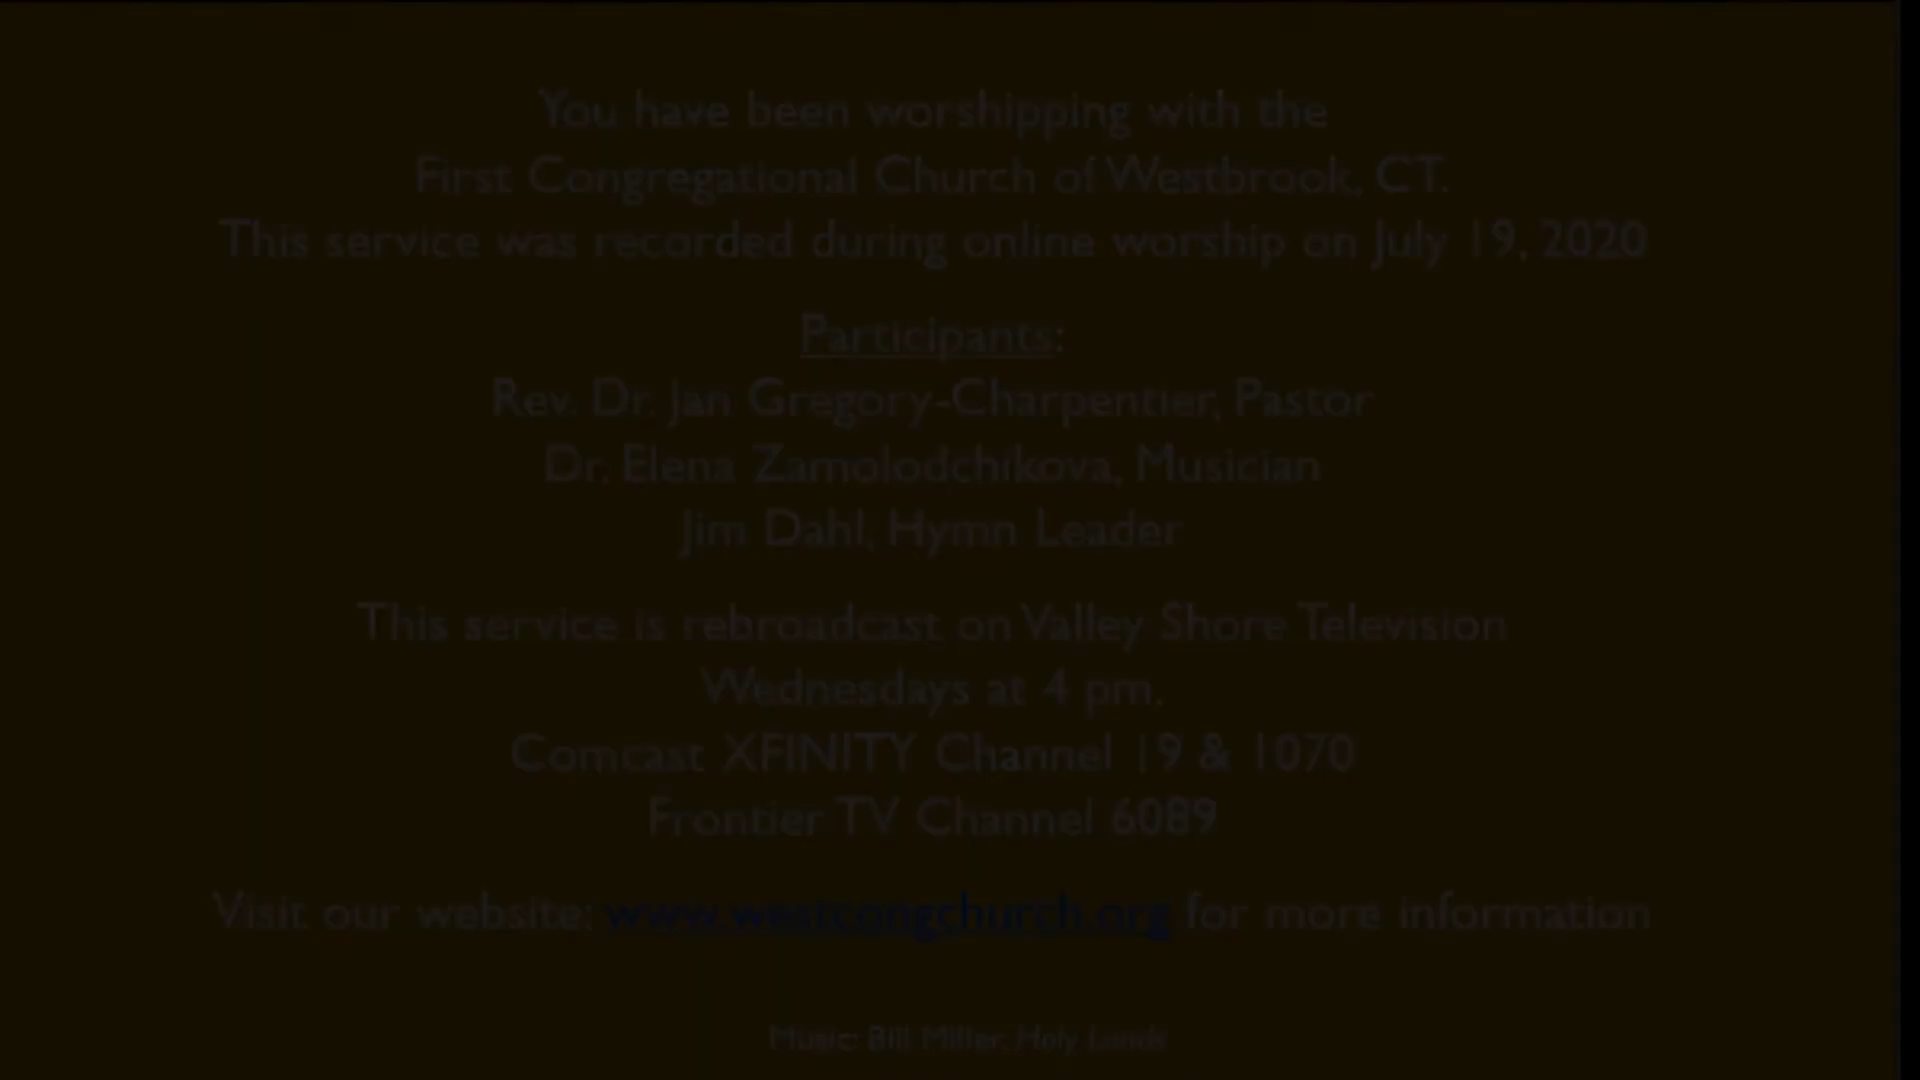 You have been worshipping with the
First Congregational Church of Westbrook, CT.
This service was recorded during online worship on July 19, 2020
Participants:
Rev. Dr. Jan Gregory-Charpentier, Pastor
Dr. Elena Zamolodchikova, Musician
Jim Dahl, Hymn Leader
This service is rebroadcast on Valley Shore Television
Wednesdays at 4 pm.
Comcast XFINITY Channel 19 & 1070
Frontier TV Channel 6089
Visit our website: www.westcongchurch.org for more information
Music: Bill Miller, Holy Lands